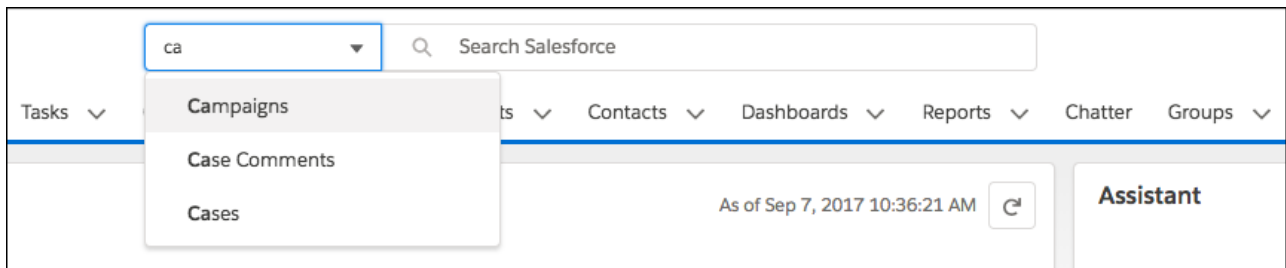 ca Search Salesforce
Campaigns
Tasks ts Contacts Dashboards Reports Chatter Groups
Case Comments
Cases
As of Sep 7, 2017 10:36:21 AM
Assistant